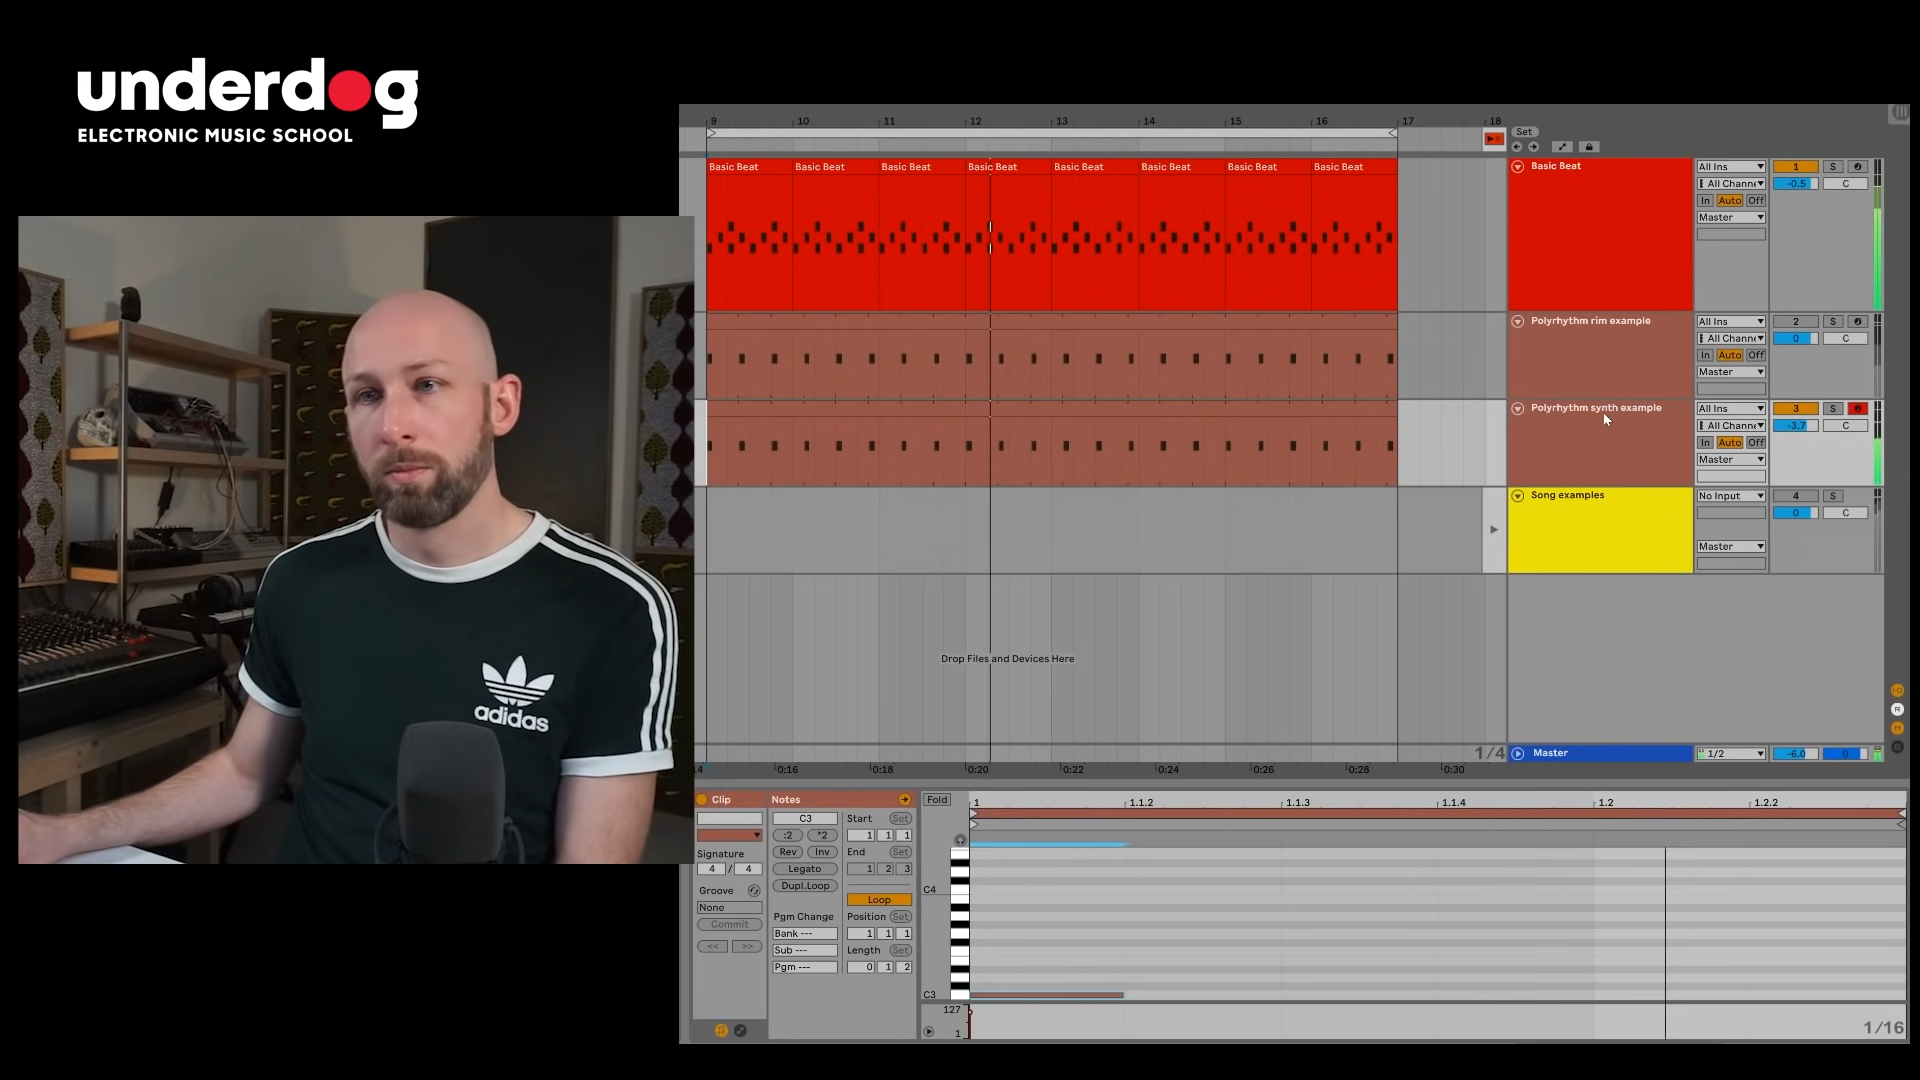 underdog
ELECTRONIC MUSIC SCHOOL
adidas
9 10 11 12 13 14 15 16 17 18
Set
Basic Beat Basic Beat Basic Beat Basic Beat Basic Beat Basic Beat Basic Beat Basic Beat
Basic Beat
All Ins 1 S
All Channe -0.5 C
In Auto Off
Master
Polyrhythm rim example
All Ins 2 S
All Channe 0 C
In Auto Off
Master
Polyrhythm synth example
All Ins 3 S
All Channe -3.7 C
In Auto Off
Master
Song examples
No Input 4 S
0 C
Master
Drop Files and Devices Here
1/4
Master
1/2 -6.0 0
14 0:16 0:18 0:20 0:22 0:24 0:26 0:28 0:30
Clip
Signature
4 / 4
Groove
None
Commit
<< >>
Notes
C3
:2 *2
Rev Inv
Legato
Dupl.Loop
Pgm Change
Bank ---
Sub ---
Pgm ---
Start Set
1 1 1
End Set
1 2 3
Loop
Position Set
1 1 1
Length Set
0 1 2
Fold
1 1.1.2 1.1.3 1.1.4 1.2 1.2.2
C4
C3
127
1
1/16